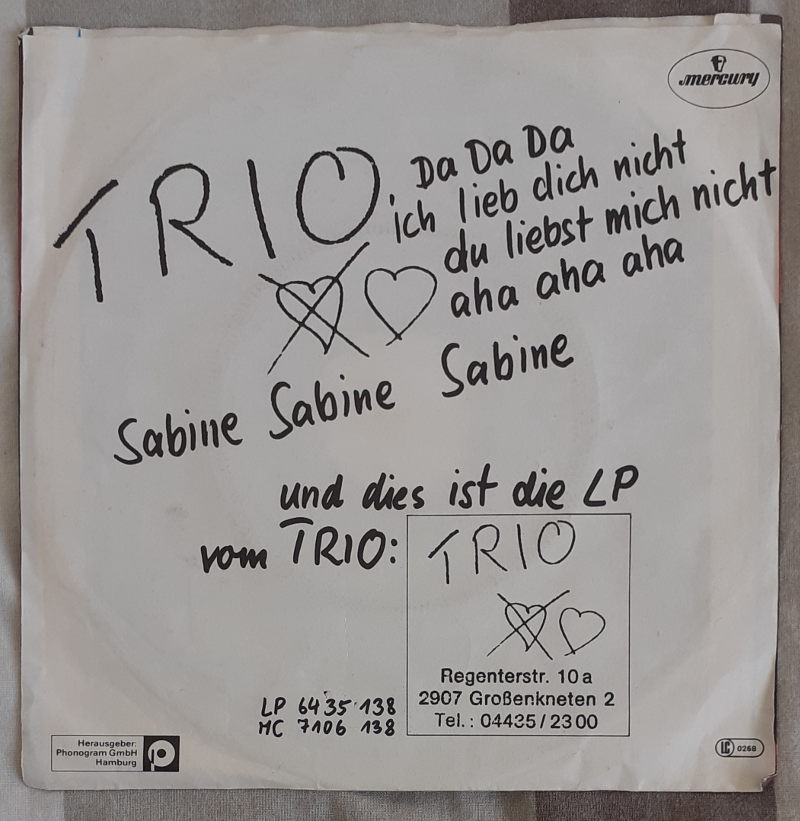 mercury
TRIO
Da Da Da
ich lieb dich nicht
du liebst mich nicht
aha aha aha
Sabine Sabine Sabine
und dies ist die LP
vom TRIO:
TRIO
Regenterstr. 10a
2907 Großenkneten 2
Tel.: 04435/2300
LP 6435 138
MC 7106 138
Herausgeber:
Phonogram GmbH
Hamburg
LC 0268